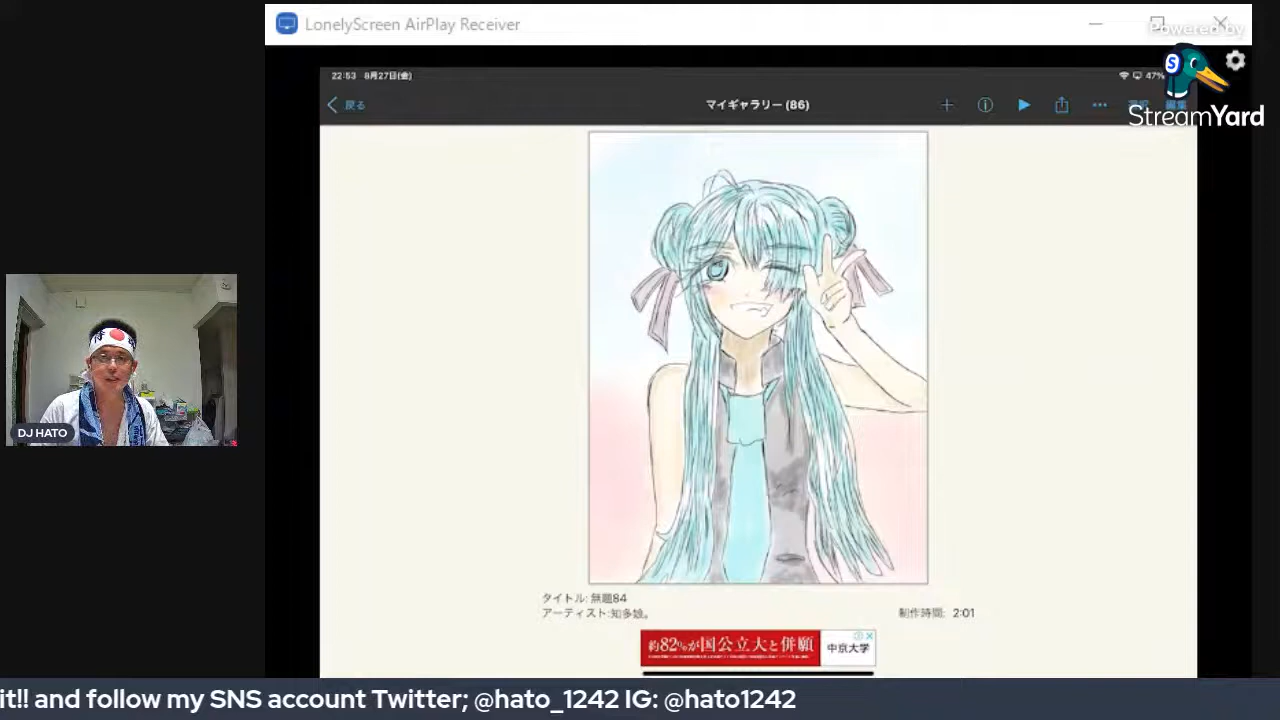 LonelyScreen AirPlay Receiver
Powered by
StreamYard
22:53 8月27日(金)
47%
戻る
マイギャラリー (86)
編集
DJ HATO
タイトル: 無題84
アーティスト:知多娘。
制作時間: 2:01
約82%が国公立大と併願
中京大学
it!! and follow my SNS account Twitter; @hato_1242 IG: @hato1242